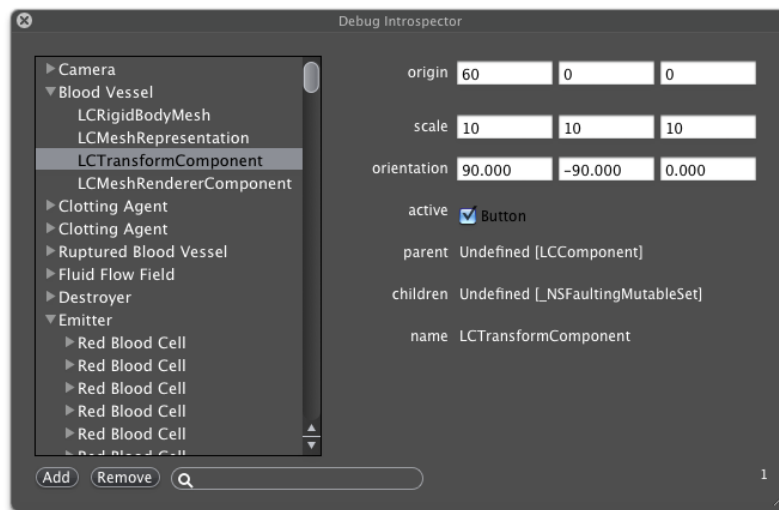 Debug Introspector
Camera
Blood Vessel
LCRigidBodyMesh
LCMeshRepresentation
LCTransformComponent
LCMeshRendererComponent
Clotting Agent
Clotting Agent
Ruptured Blood Vessel
Fluid Flow Field
Destroyer
Emitter
Red Blood Cell
Red Blood Cell
Red Blood Cell
Red Blood Cell
Red Blood Cell
Red Blood Cell
Add Remove
origin 60 0 0
scale 10 10 10
orientation 90.000 -90.000 0.000
active Button
parent Undefined [LCComponent]
children Undefined [_NSFaultingMutableSet]
name LCTransformComponent
1